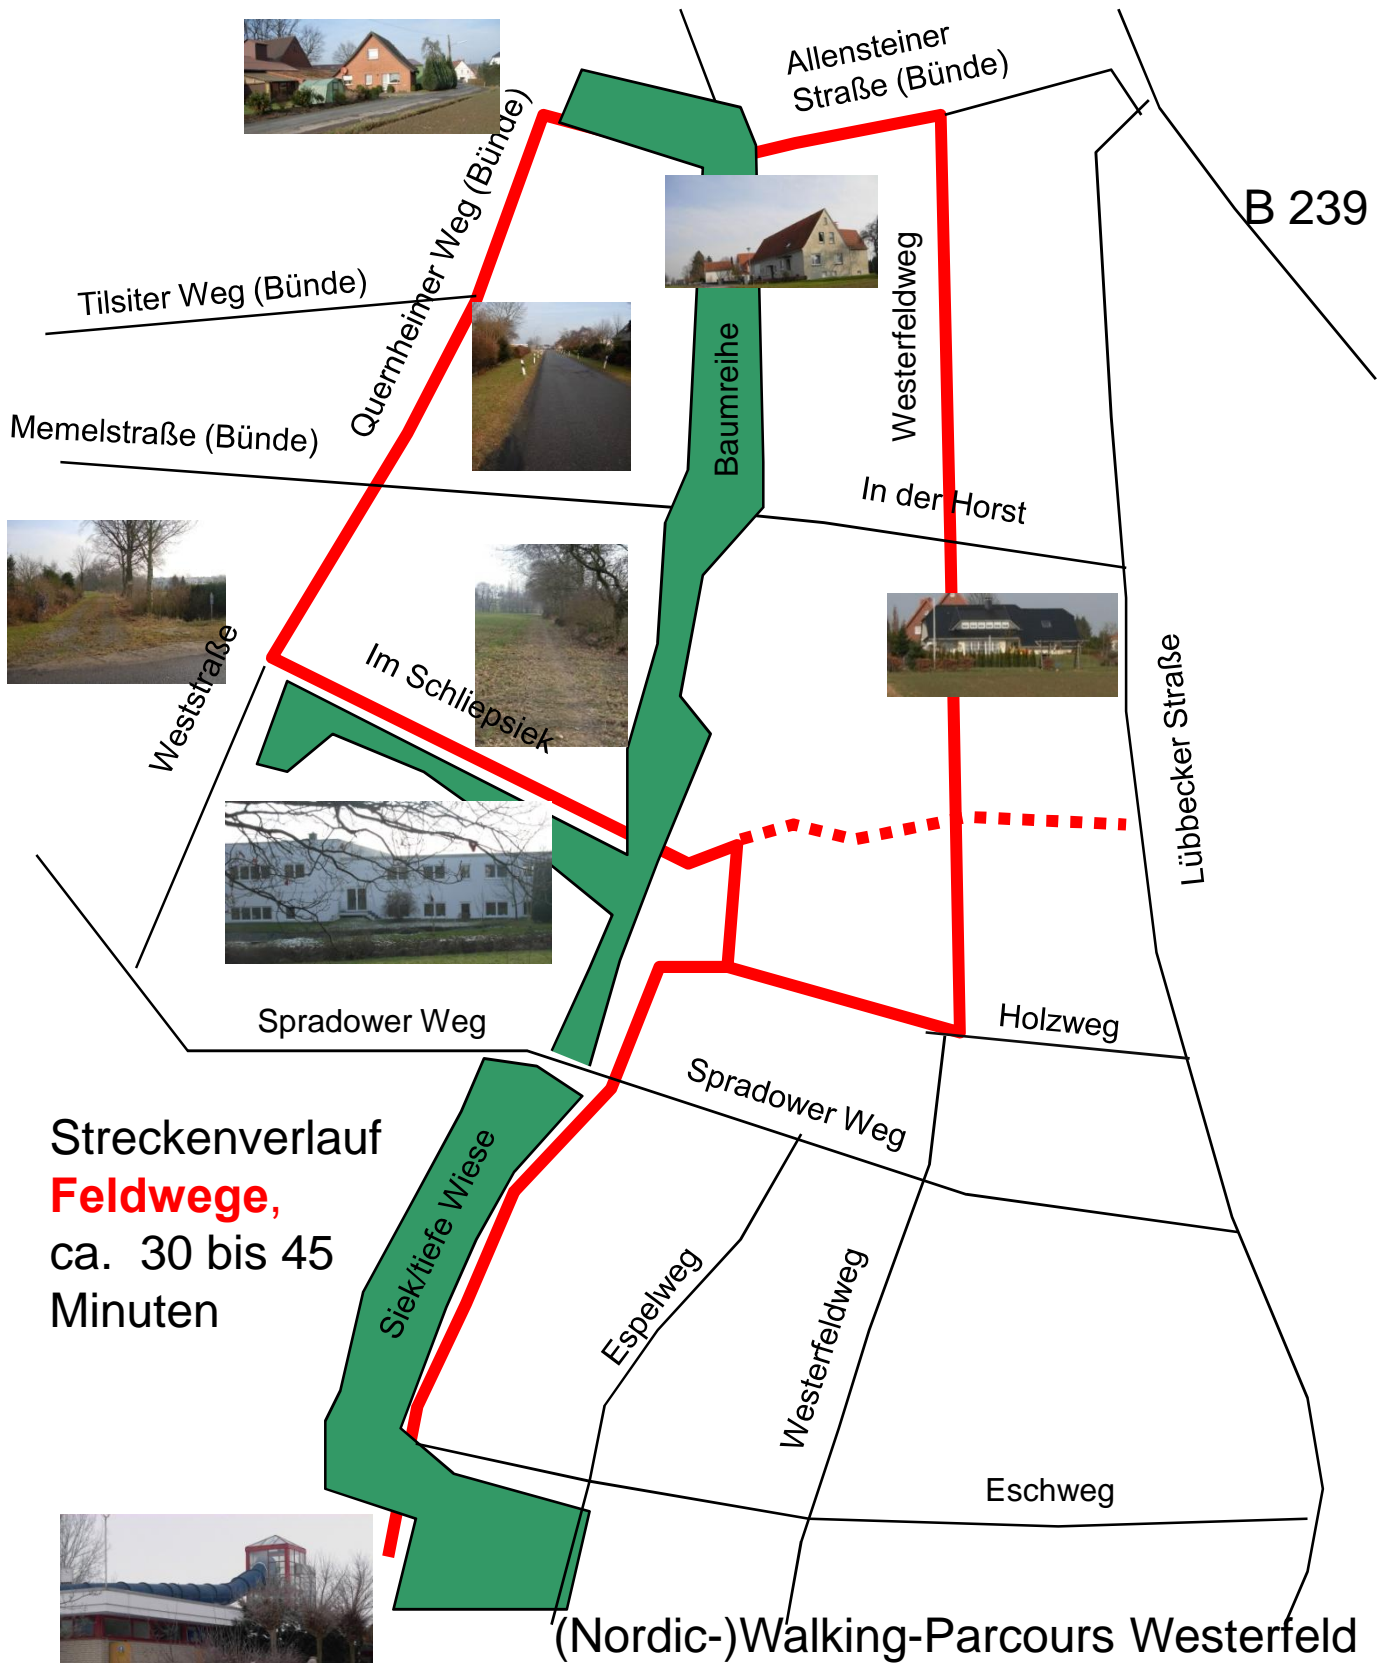 Allensteiner
Straße (Bünde)
B 239
Quernheimer Weg (Bünde)
Westerfeldweg
Tilsiter Weg (Bünde)
Baumreihe
Memelstraße (Bünde)
In der Horst
Weststraße
Im Schliepsiek
Lübbecker Straße
Spradower Weg
Holzweg
Spradower Weg
Streckenverlauf
Feldwege,
ca. 30 bis 45
Minuten
Siek/tiefe Wiese
Espelweg
Westerfeldweg
Eschweg
(Nordic-)Walking-Parcours Westerfeld